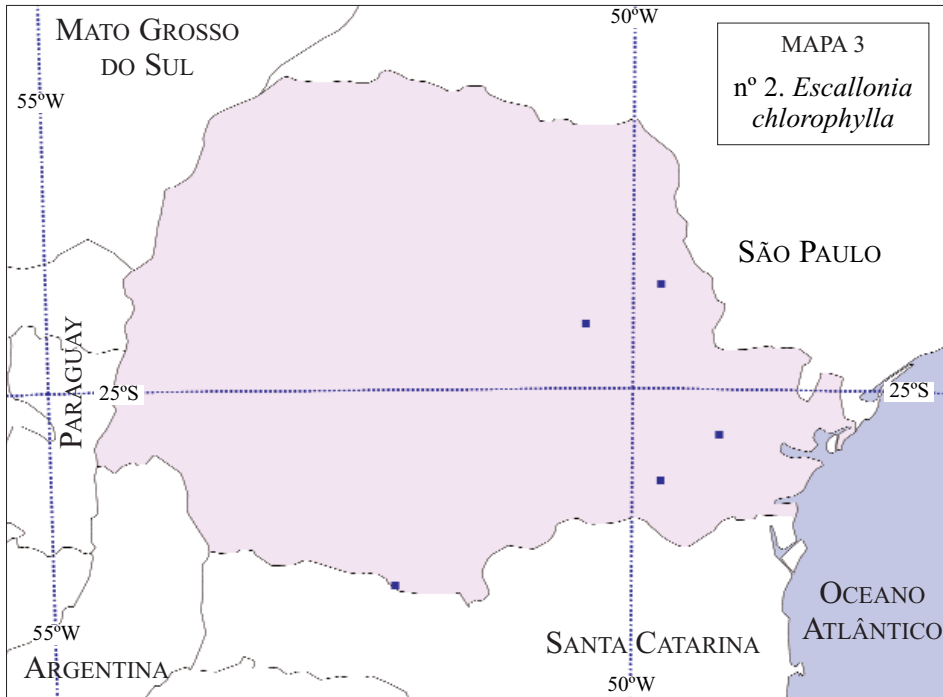 MATO GROSSO
DO SUL
50ºW
MAPA 3
nº 2. Escallonia
chlorophylla
55ºW
SÃO PAULO
PARAGUAY
25ºS
25ºS
OCEANO
ATLÂNTICO
55ºW
SANTA CATARINA
ARGENTINA
50ºW